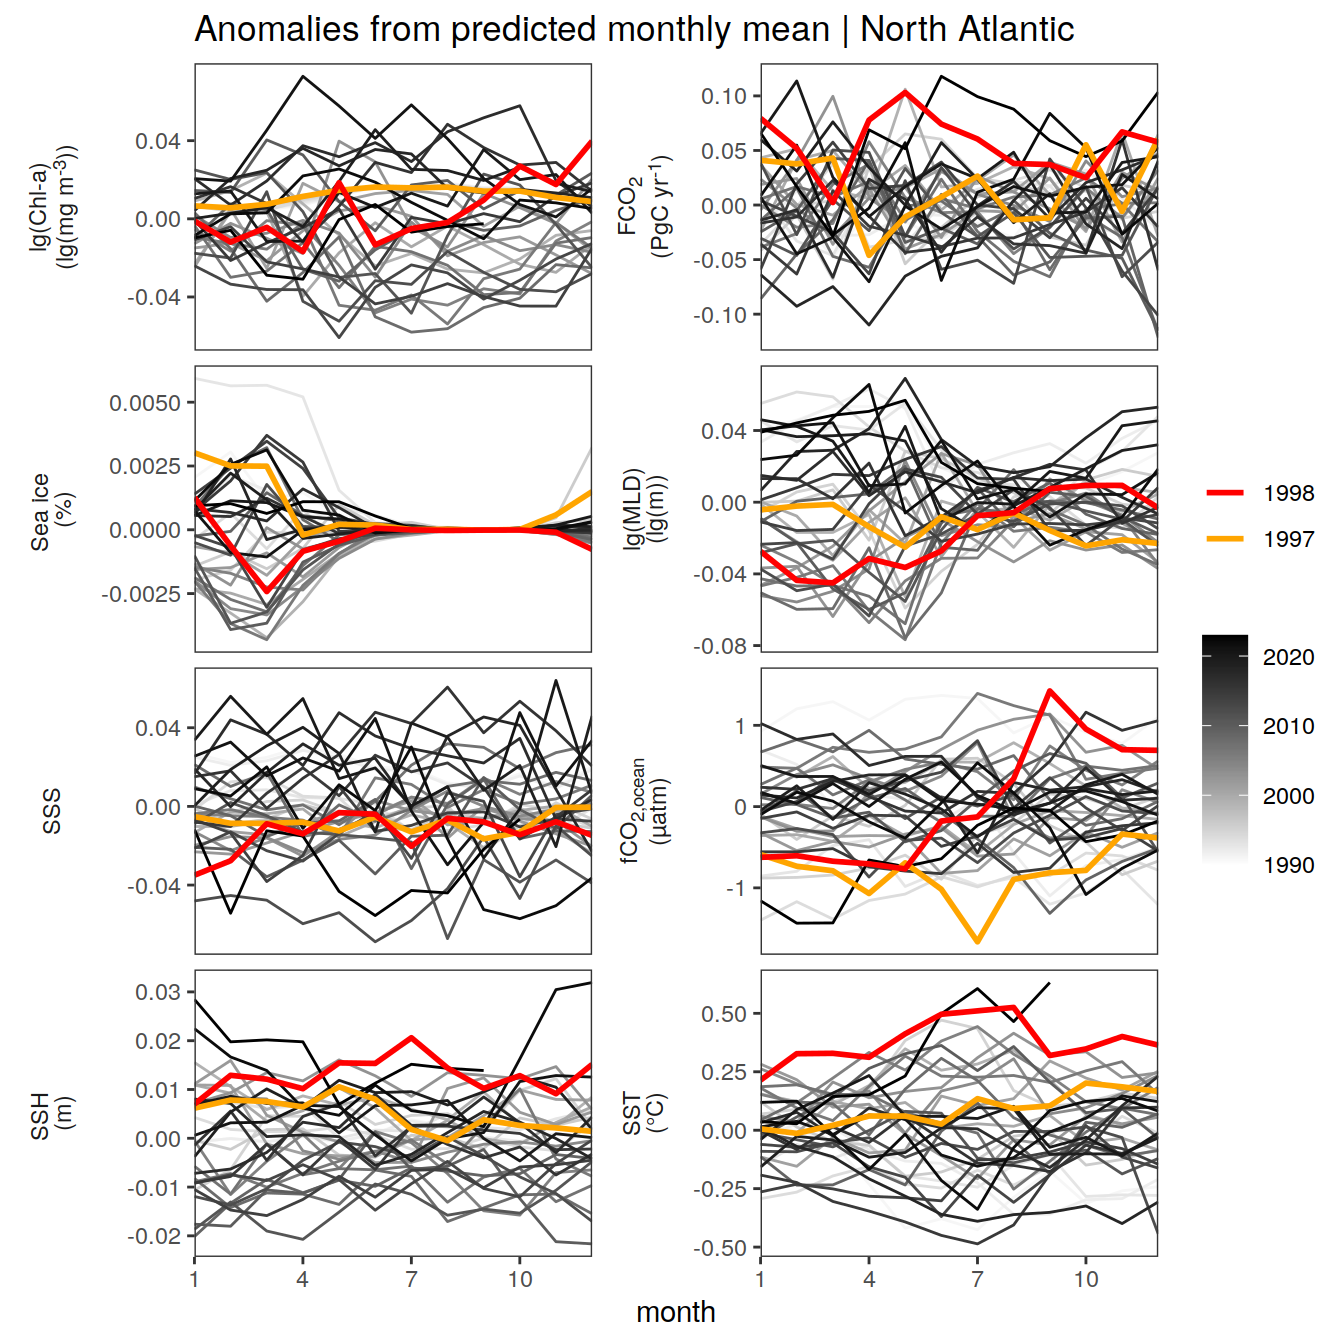 Anomalies from predicted monthly mean | North Atlantic
lg(Chl-a)
(lg(mg m⁻³))
0.04
0.00
-0.04
FCO₂
(PgC yr⁻¹)
0.10
0.05
0.00
-0.05
-0.10
Sea Ice
(%)
0.0050
0.0025
0.0000
-0.0025
lg(MLD)
(lg(m))
0.04
0.00
-0.04
-0.08
SSS
0.04
0.00
-0.04
fCO₂,ocean
(µatm)
1
0
-1
SSH
(m)
0.03
0.02
0.01
0.00
-0.01
-0.02
SST
(°C)
0.50
0.25
0.00
-0.25
-0.50
1 4 7 10
1 4 7 10
month
1998
1997
2020
2010
2000
1990